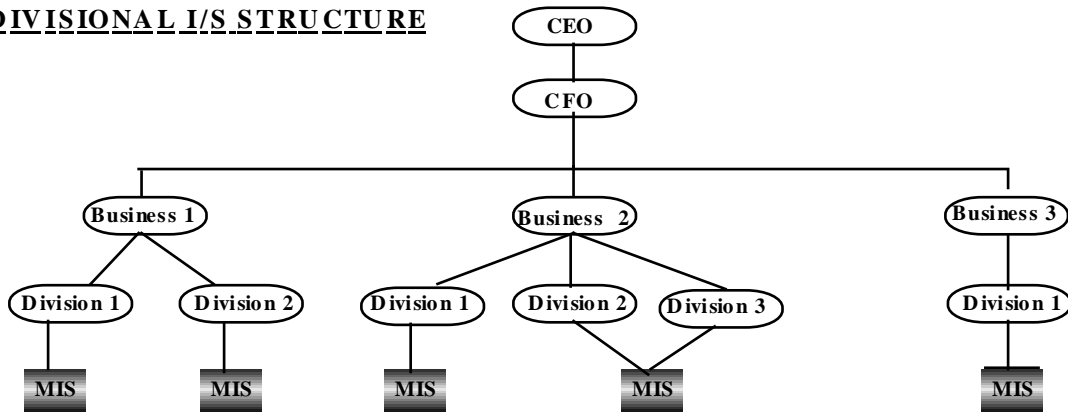 DIVISIONAL I/S STRUCTURE
CEO
CFO
Business 1
Business 2
Business 3
Division 1
Division 2
Division 1
Division 2
Division 3
Division 1
MIS
MIS
MIS
MIS
MIS